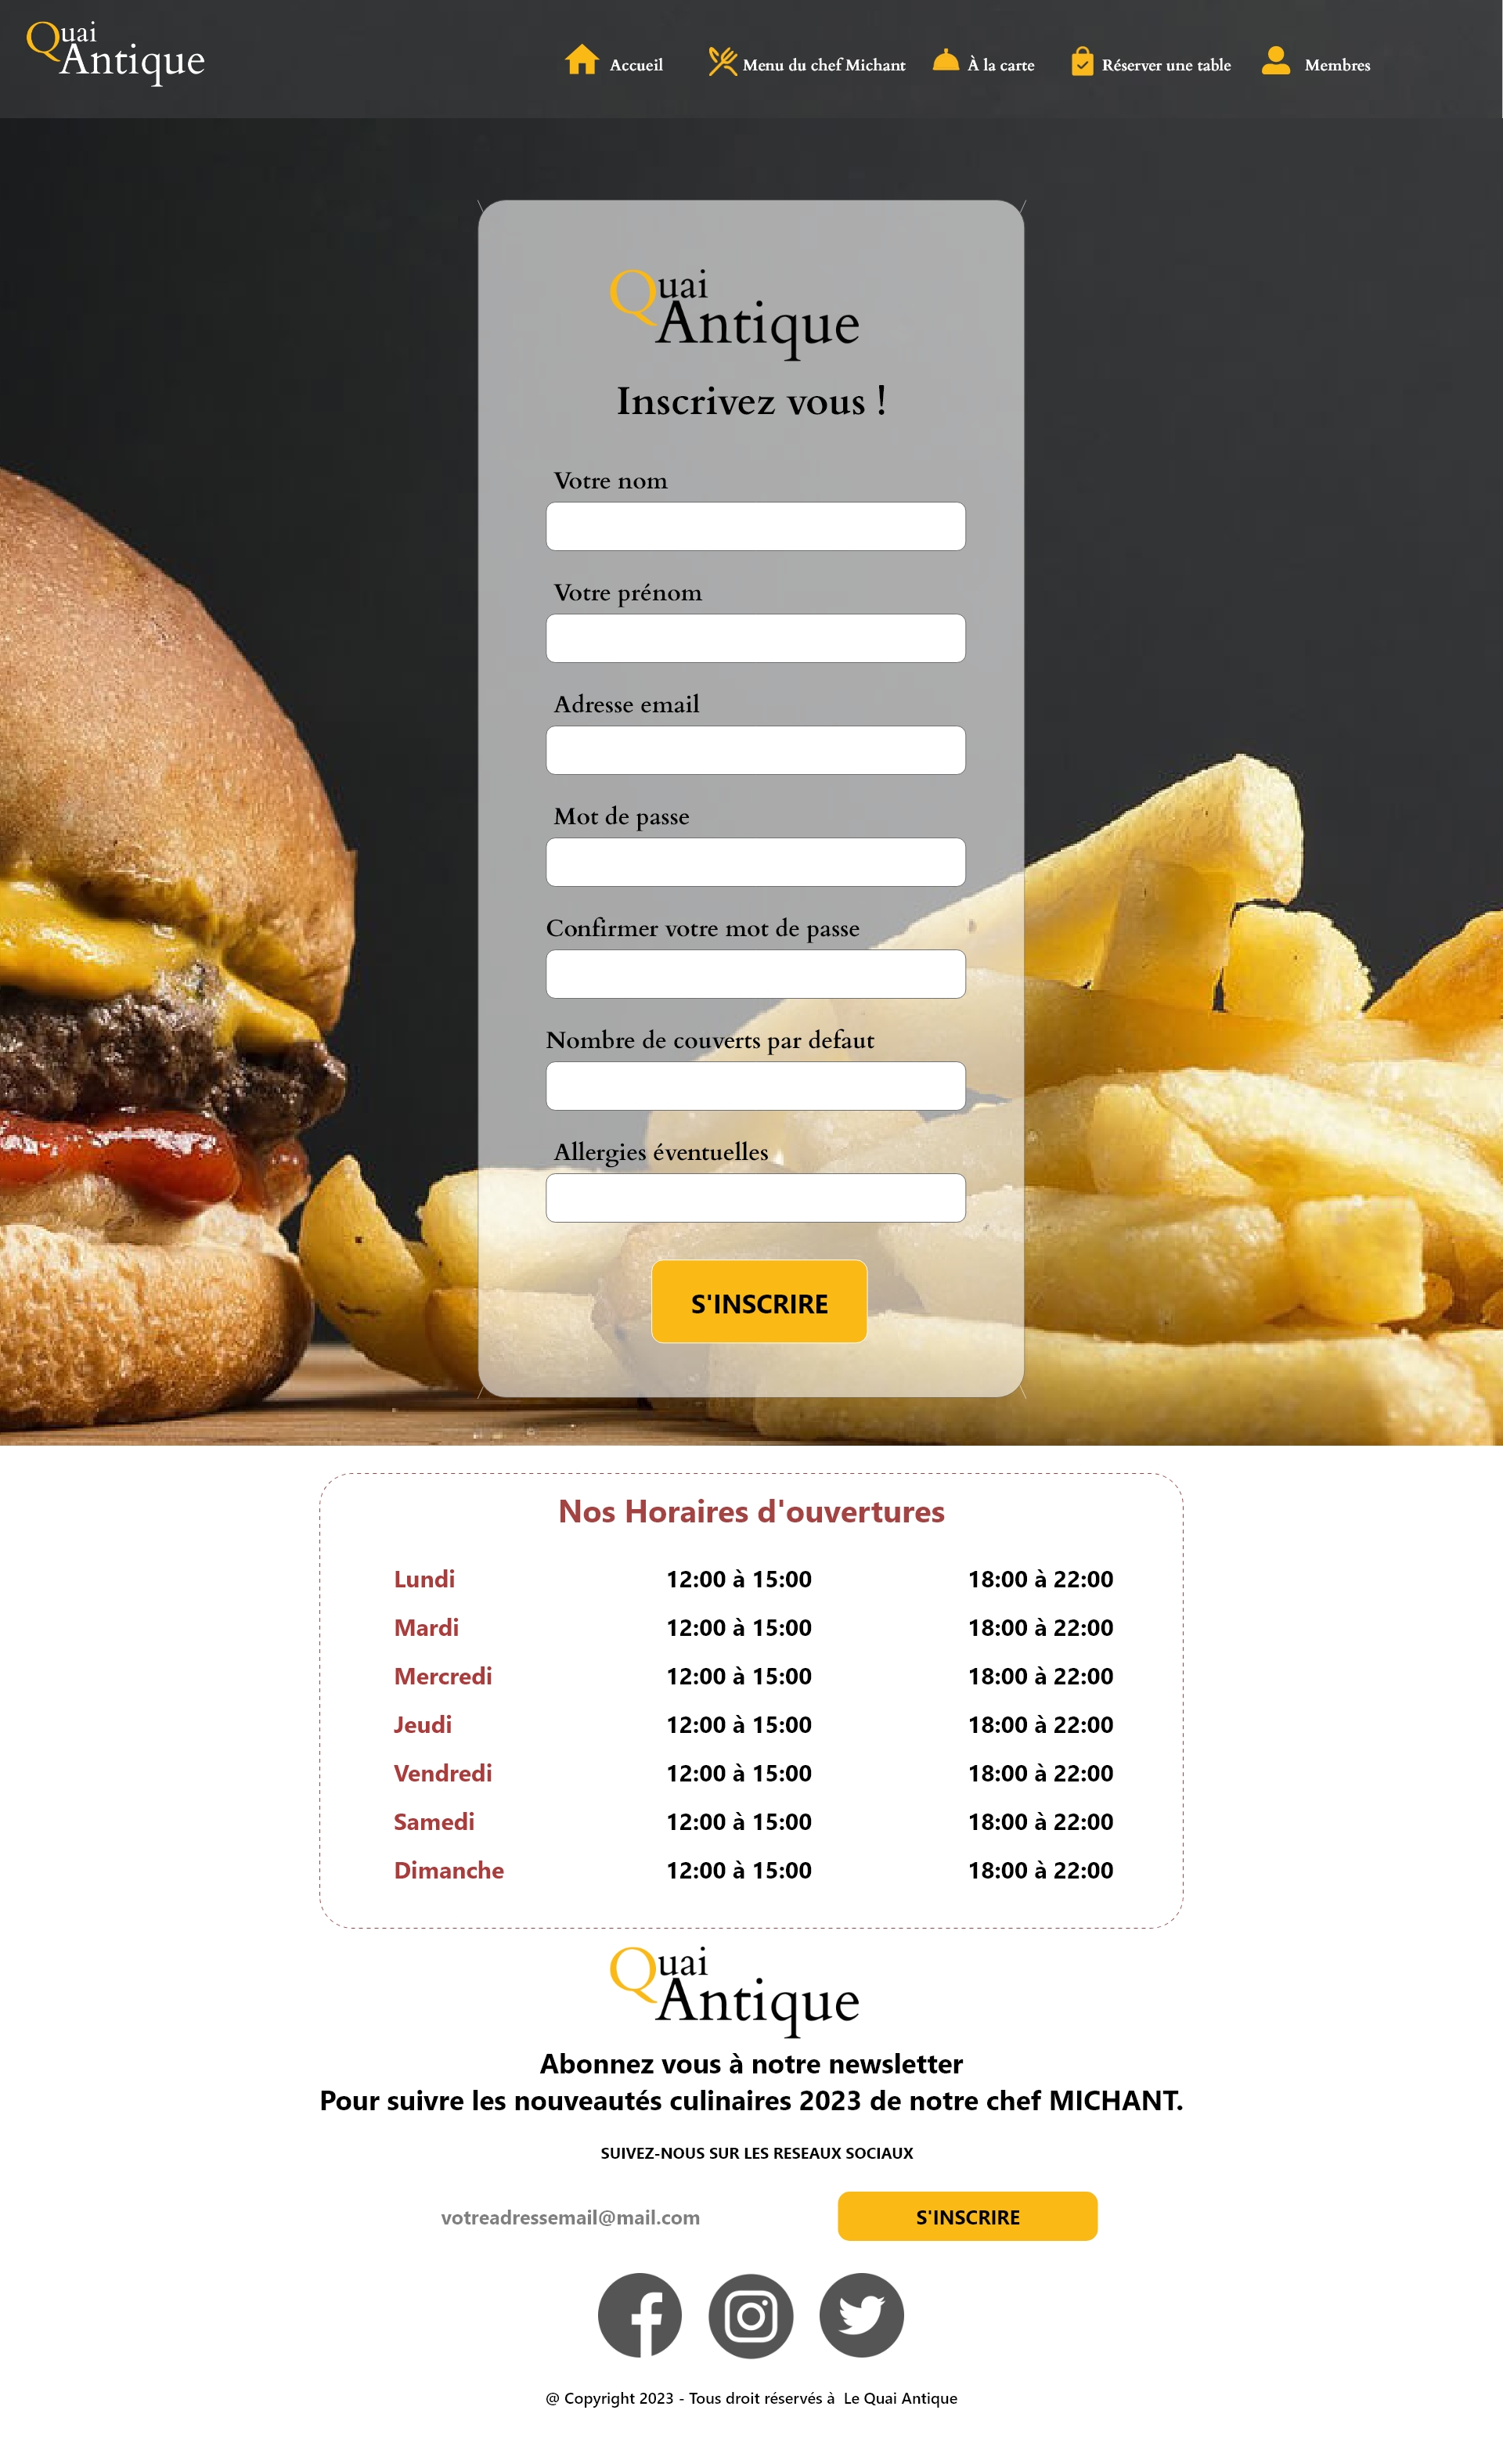 Quai
Antique
Accueil
Menu du chef Michant
À la carte
Réserver une table
Membres
Quai
Antique
Inscrivez vous !
Votre nom
Votre prénom
Adresse email
Mot de passe
Confirmer votre mot de passe
Nombre de couverts par defaut
Allergies éventuelles
S'INSCRIRE
Nos Horaires d'ouvertures
Lundi 12:00 à 15:00 18:00 à 22:00
Mardi 12:00 à 15:00 18:00 à 22:00
Mercredi 12:00 à 15:00 18:00 à 22:00
Jeudi 12:00 à 15:00 18:00 à 22:00
Vendredi 12:00 à 15:00 18:00 à 22:00
Samedi 12:00 à 15:00 18:00 à 22:00
Dimanche 12:00 à 15:00 18:00 à 22:00
Quai
Antique
Abonnez vous à notre newsletter
Pour suivre les nouveautés culinaires 2023 de notre chef MICHANT.
SUIVEZ-NOUS SUR LES RESEAUX SOCIAUX
votreadressemail@mail.com
S'INSCRIRE
@ Copyright 2023 - Tous droit réservés à Le Quai Antique